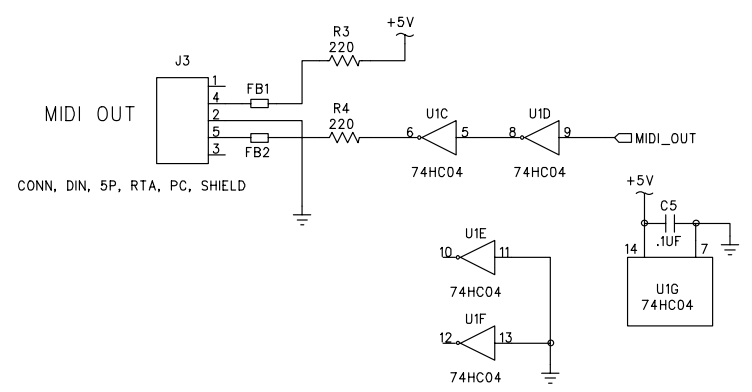 +5V
R3
220
J3
1
4
FB1
MIDI OUT
2
R4
220
U1C
U1D
5
6
5
8
9
MIDI_OUT
FB2
3
74HC04
74HC04
CONN, DIN, 5P, RTA, PC, SHIELD
+5V
C5
.1UF
14
7
U1E
10
11
74HC04
U1G
74HC04
U1F
12
13
74HC04